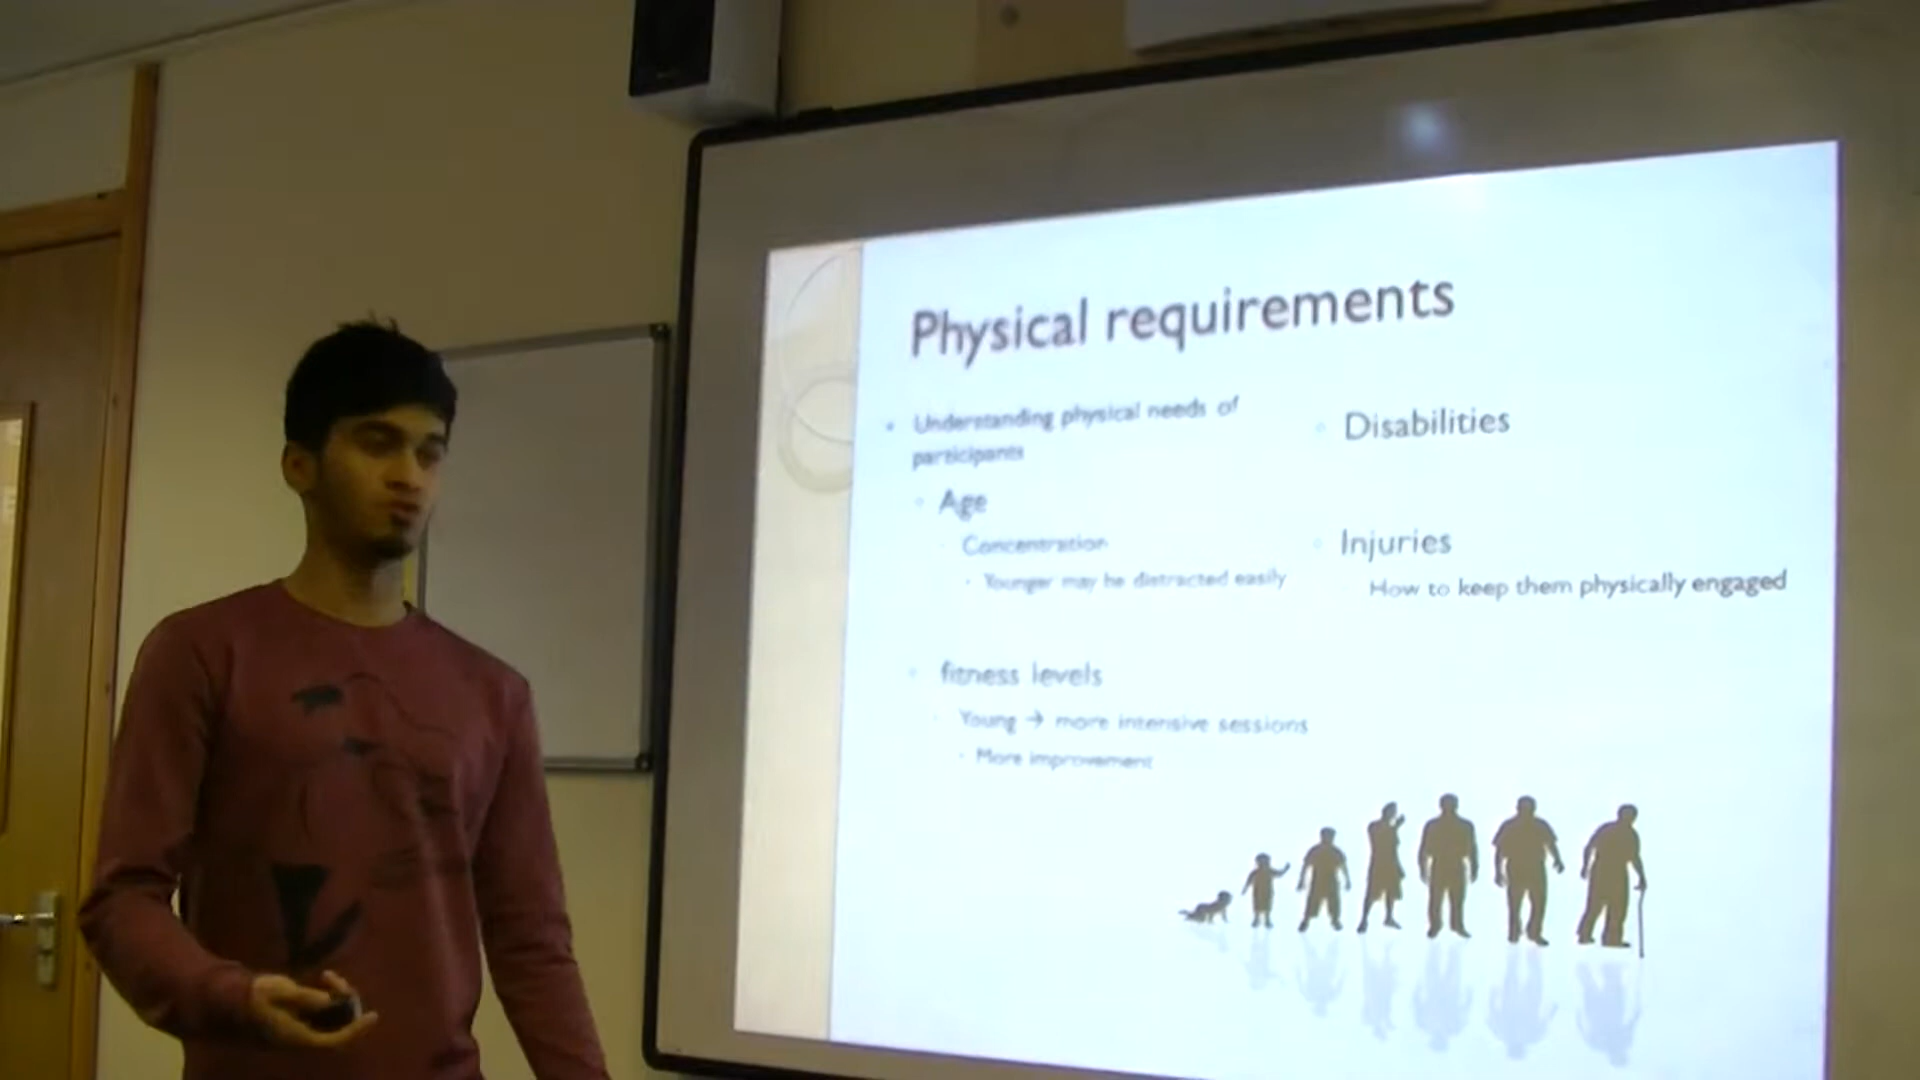 Physical requirements
Understanding physical needs of
participants
Age
Concentration
Younger may be distracted easily
fitness levels
Young → more intensive sessions
More improvement
Disabilities
Injuries
How to keep them physically engaged